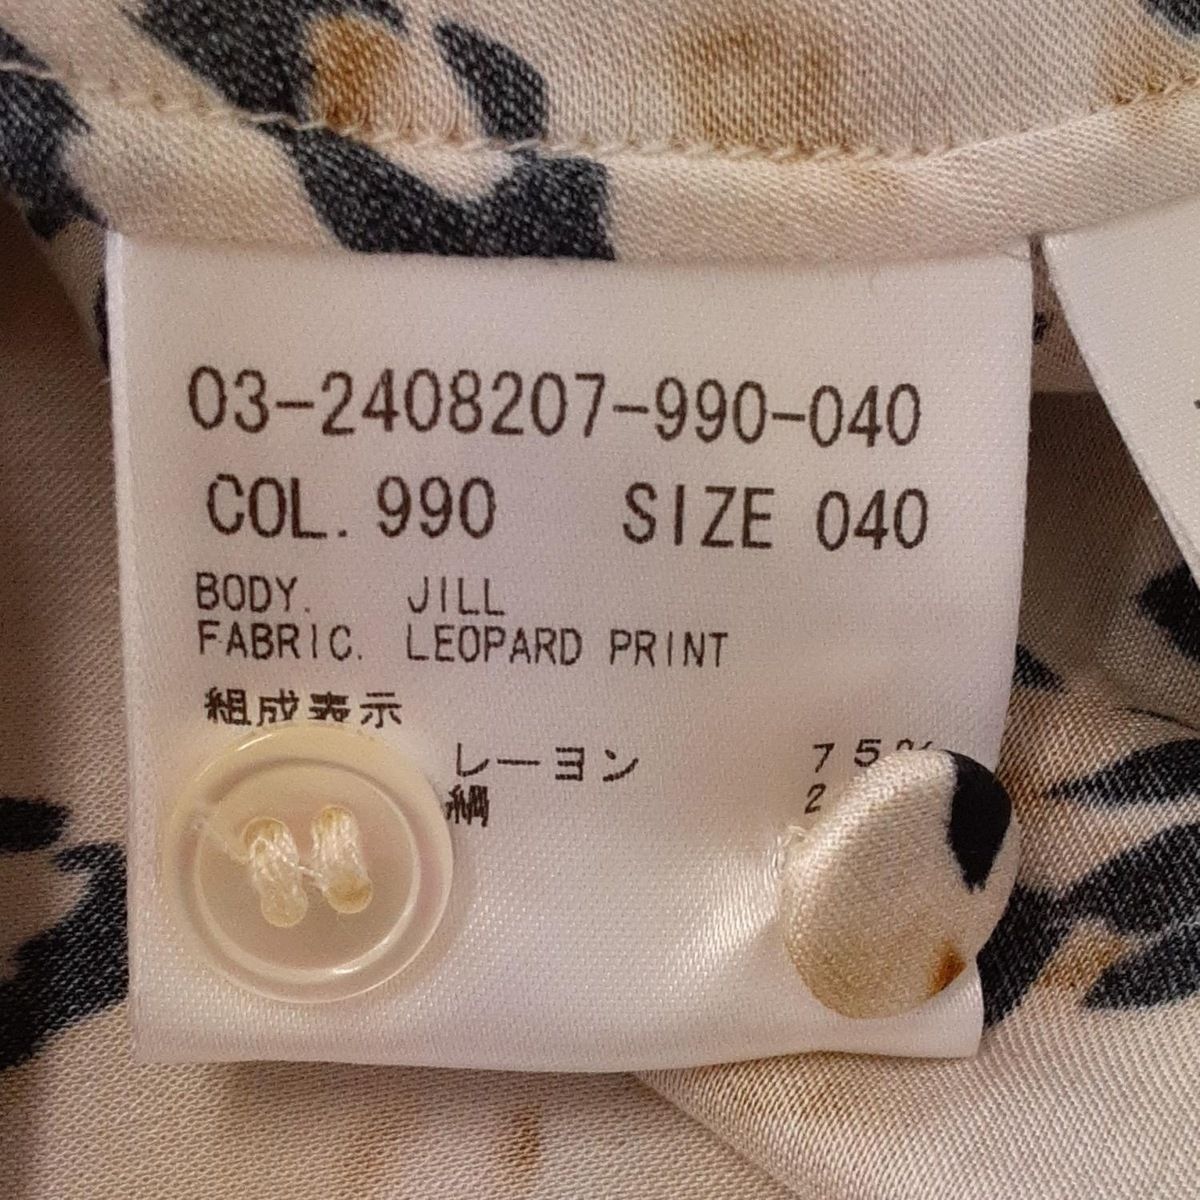 03-2408207-990-040
COL. 990 SIZE 040
BODY. JILL
FABRIC. LEOPARD PRINT
組成表示
レーヨン 75%